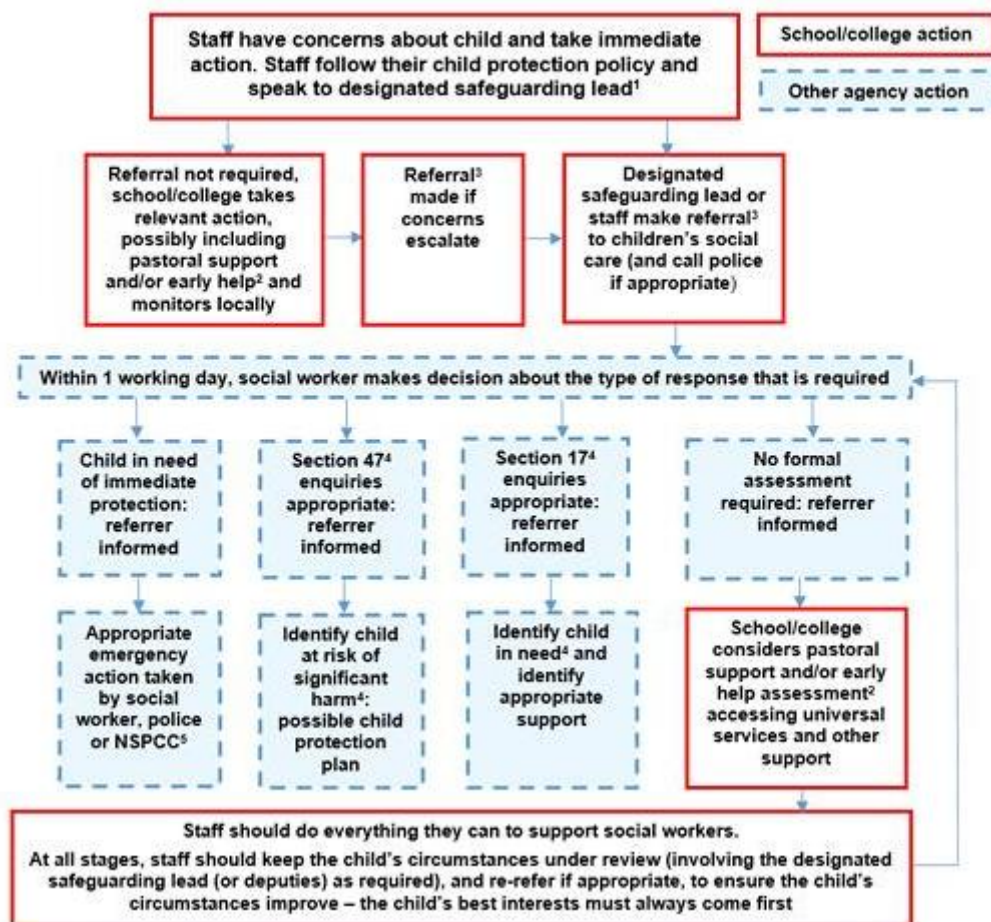 Staff have concerns about child and take immediate
action. Staff follow their child protection policy and
speak to designated safeguarding lead¹
School/college action
Other agency action
Referral not required,
school/college takes
relevant action,
possibly including
pastoral support
and/or early help² and
monitors locally
Referral³
made if
concerns
escalate
Designated
safeguarding lead or
staff make referral³
to children's social
care (and call police
if appropriate)
Within 1 working day, social worker makes decision about the type of response that is required
Child in need
of immediate
protection:
referrer
informed
Section 47⁴
enquiries
appropriate:
referrer
informed
Section 17⁴
enquiries
appropriate:
referrer
informed
No formal
assessment
required: referrer
informed
Appropriate
emergency
action taken
by social
worker, police
or NSPCC⁵
Identify child
at risk of
significant
harm⁴:
possible child
protection
plan
Identify child
in need⁴ and
identify
appropriate
support
School/college
considers pastoral
support and/or early
help assessment²
accessing universal
services and other
support
Staff should do everything they can to support social workers.
At all stages, staff should keep the child's circumstances under review (involving the designated
safeguarding lead (or deputies) as required), and re-refer if appropriate, to ensure the child's
circumstances improve – the child's best interests must always come first